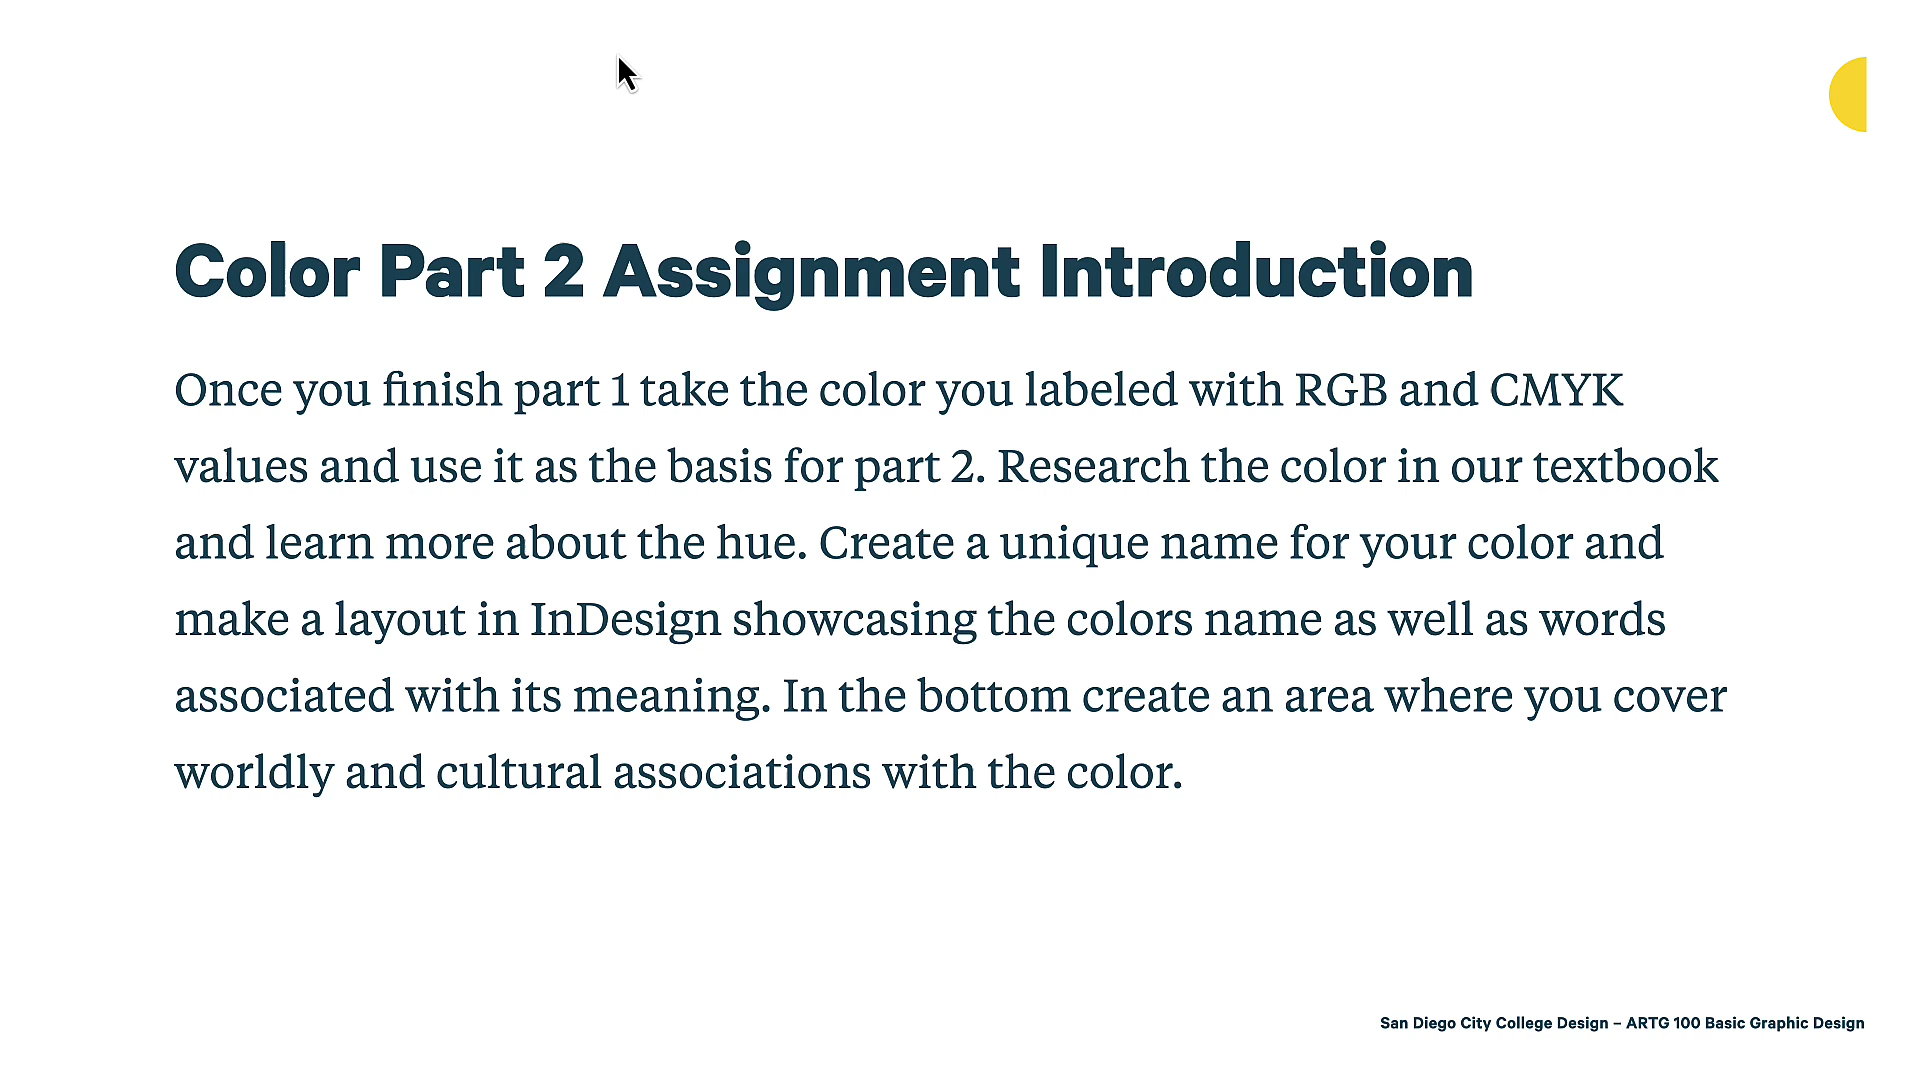 Color Part 2 Assignment Introduction
Once you finish part 1 take the color you labeled with RGB and CMYK
values and use it as the basis for part 2. Research the color in our textbook
and learn more about the hue. Create a unique name for your color and
make a layout in InDesign showcasing the colors name as well as words
associated with its meaning. In the bottom create an area where you cover
worldly and cultural associations with the color.
San Diego City College Design – ARTG 100 Basic Graphic Design